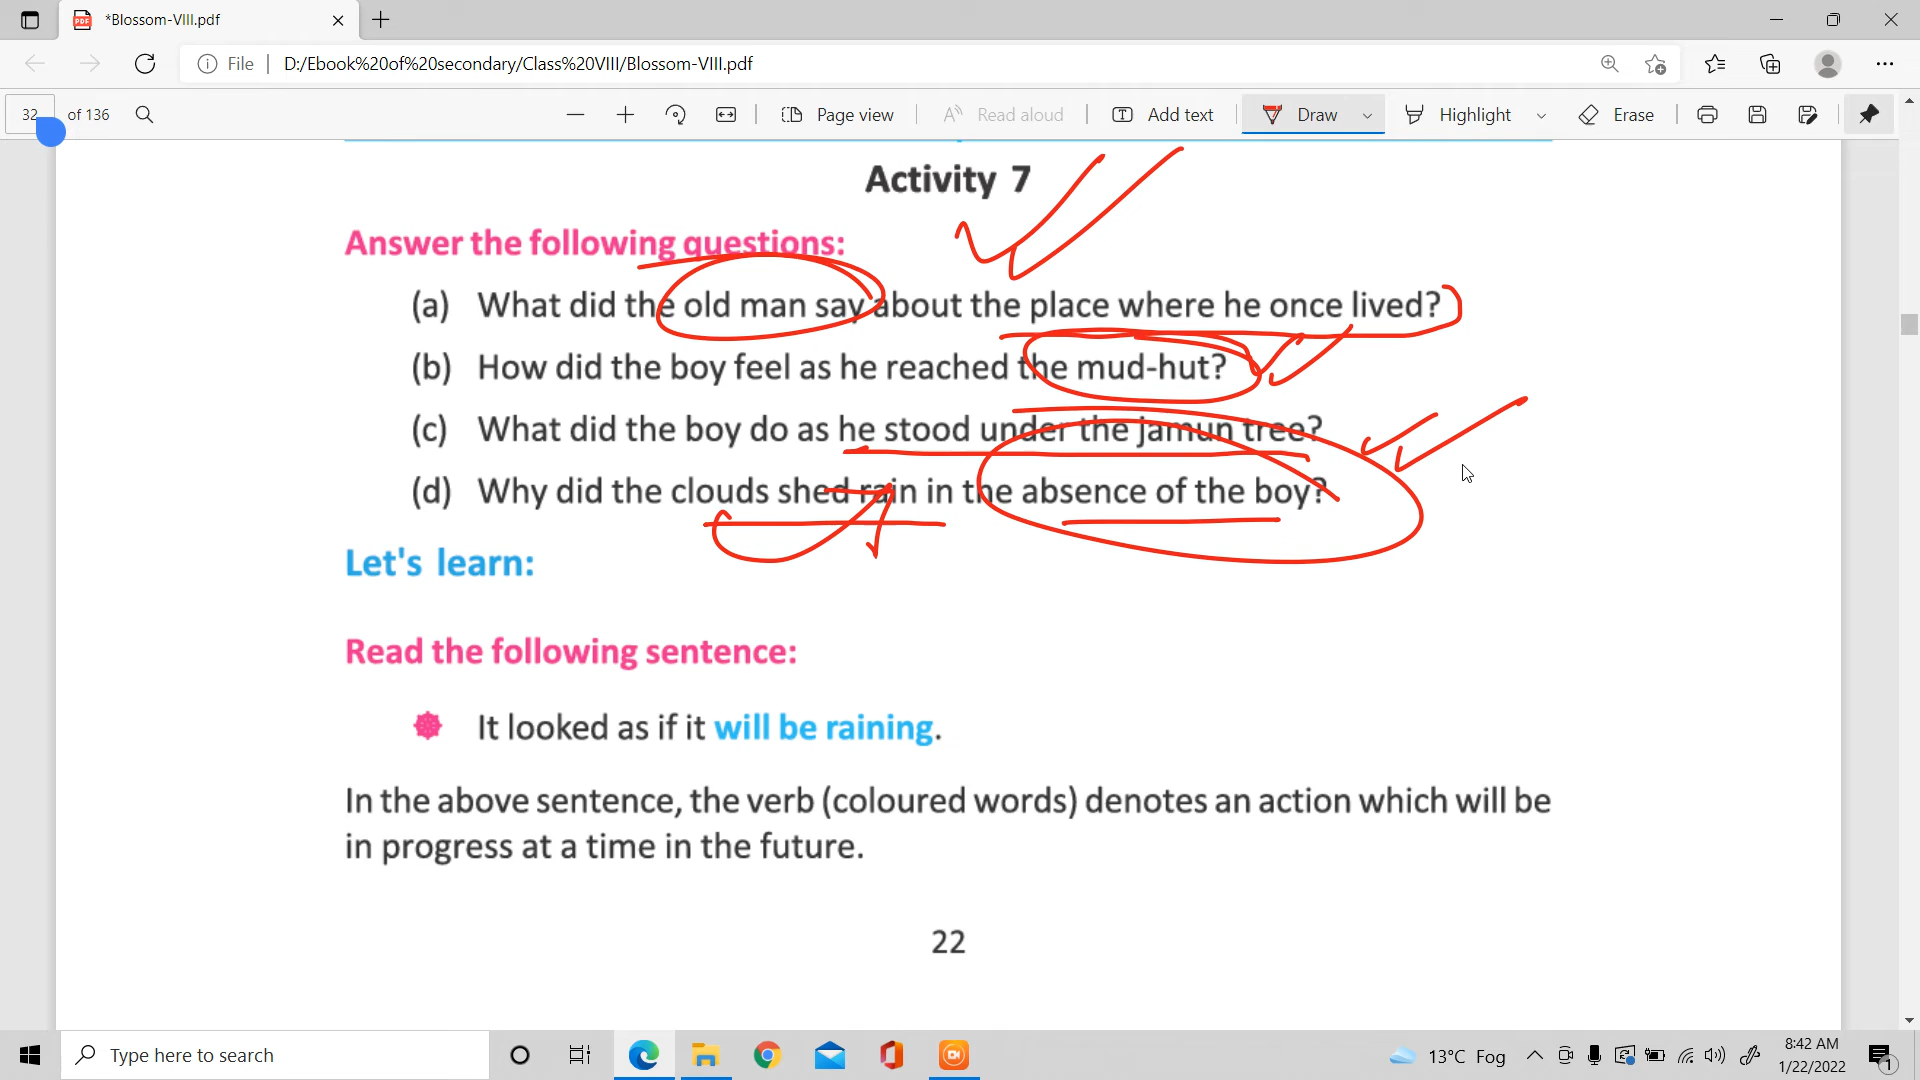 *Blossom-VIII.pdf
File
D:/Ebook%20of%20secondary/Class%20VIII/Blossom-VIII.pdf
32 of 136
Page view
Read aloud
Add text
Draw
Highlight
Erase
Activity 7
Answer the following questions:
(a) What did the old man say about the place where he once lived?
(b) How did the boy feel as he reached the mud-hut?
(c) What did the boy do as he stood under the jamun tree?
(d) Why did the clouds shed rain in the absence of the boy?
Let's learn:
Read the following sentence:
It looked as if it will be raining.
In the above sentence, the verb (coloured words) denotes an action which will be
in progress at a time in the future.
22
Type here to search
13°C Fog
8:42 AM
1/22/2022
1